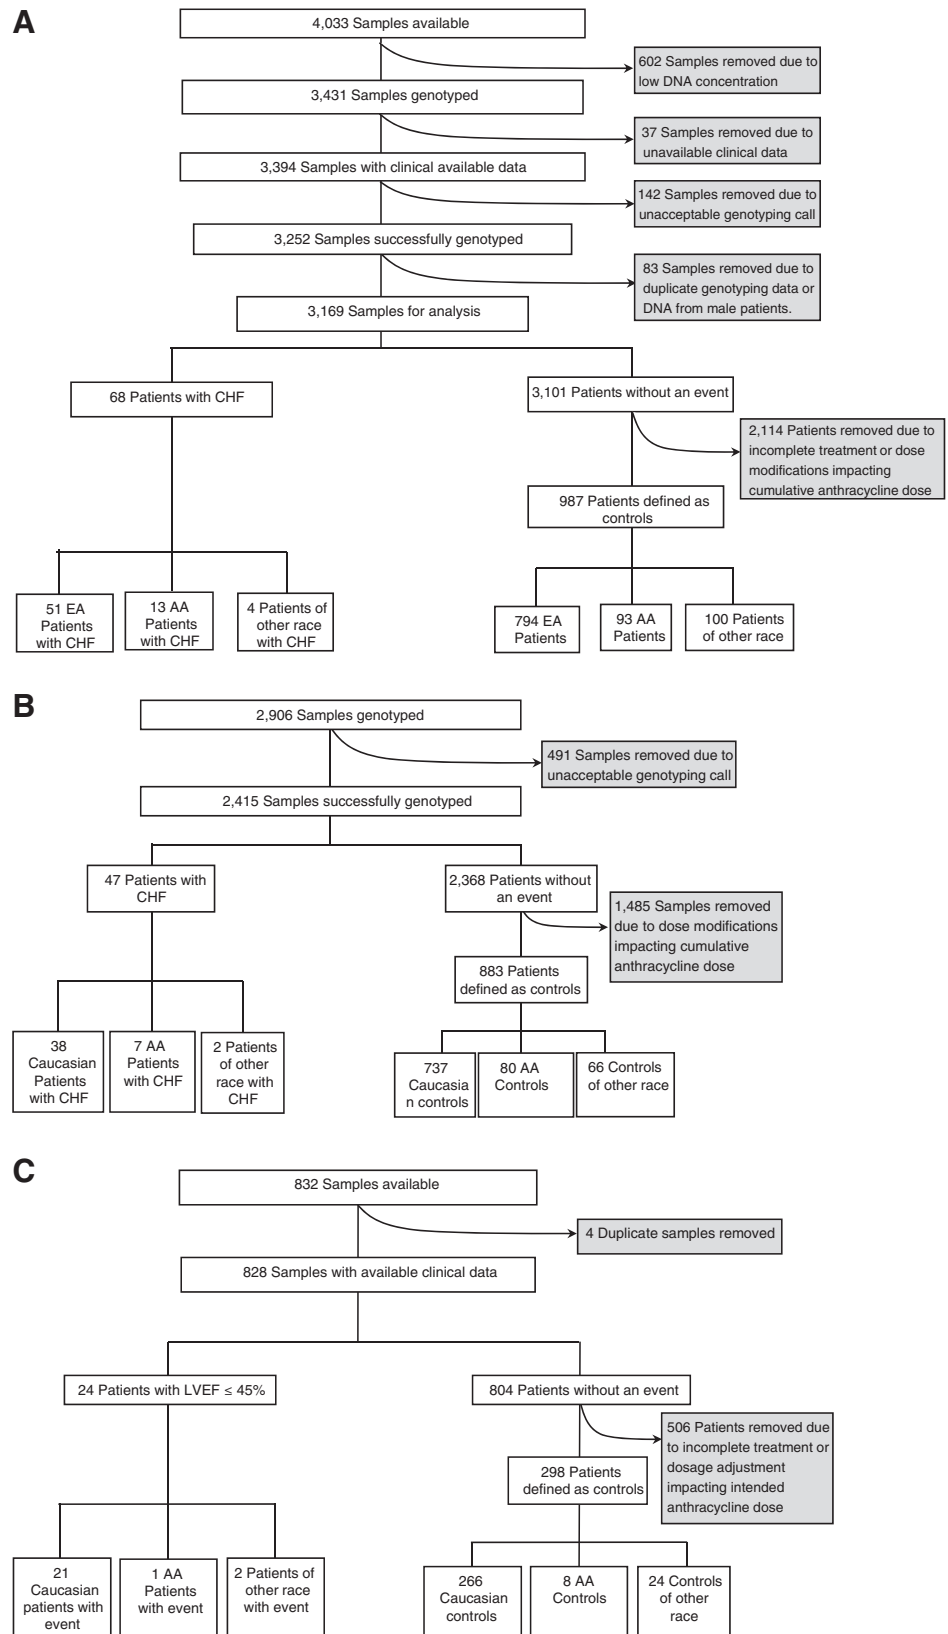 A
4,033 Samples available
602 Samples removed due to
low DNA concentration
3,431 Samples genotyped
37 Samples removed due to
unavailable clinical data
3,394 Samples with clinical available data
142 Samples removed due to
unacceptable genotyping call
3,252 Samples successfully genotyped
83 Samples removed due to
duplicate genotyping data or
DNA from male patients.
3,169 Samples for analysis
68 Patients with CHF
3,101 Patients without an event
2,114 Patients removed due to
incomplete treatment or dose
modifications impacting
cumulative anthracycline dose
987 Patients defined as
controls
51 EA
Patients
with CHF
13 AA
Patients
with CHF
4 Patients of
other race
with CHF
794 EA
Patients
93 AA
Patients
100 Patients
of other race
B
2,906 Samples genotyped
491 Samples removed due to
unacceptable genotyping call
2,415 Samples successfully genotyped
47 Patients with
CHF
2,368 Patients without
an event
1,485 Samples removed
due to dose modifications
impacting cumulative
anthracycline dose
883 Patients
defined as controls
38
Caucasian
Patients
with CHF
7 AA
Patients
with CHF
2 Patients
of other
race with
CHF
737
Caucasia
n controls
80 AA
Controls
66 Controls
of other race
C
832 Samples available
4 Duplicate samples removed
828 Samples with available clinical data
24 Patients with LVEF ≤ 45%
804 Patients without an event
506 Patients removed due
to incomplete treatment or
dosage adjustment
impacting intended
anthracycline dose
298 Patients
defined as controls
21
Caucasian
patients with
event
1 AA
Patients
with event
2 Patients of
other race
with event
266
Caucasian
controls
8 AA
Controls
24 Controls
of other
race